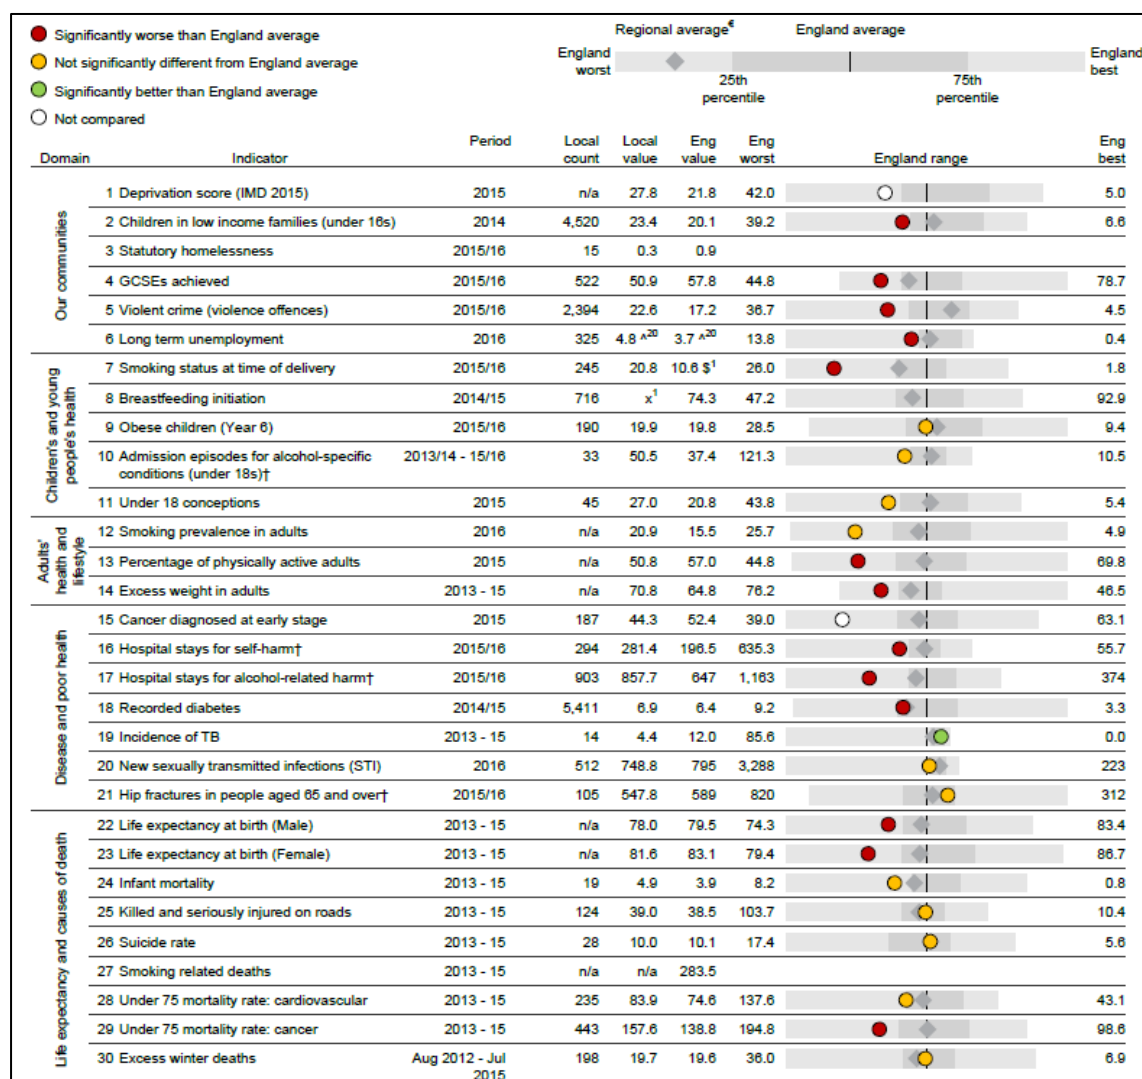 Significantly worse than England average
Not significantly different from England average
Significantly better than England average
Not compared
Regional average€ England average
England worst England best
25th percentile 75th percentile
Domain Indicator Period Local count Local value Eng value Eng worst England range Eng best
Our communities
1 Deprivation score (IMD 2015) 2015 n/a 27.8 21.8 42.0 5.0
2 Children in low income families (under 16s) 2014 4,520 23.4 20.1 39.2 6.6
3 Statutory homelessness 2015/16 15 0.3 0.9
4 GCSEs achieved 2015/16 522 50.9 57.8 44.8 78.7
5 Violent crime (violence offences) 2015/16 2,394 22.6 17.2 36.7 4.5
6 Long term unemployment 2016 325 4.8 ^20 3.7 ^20 13.8 0.4
Children's and young people's health
7 Smoking status at time of delivery 2015/16 245 20.8 10.6 $1 26.0 1.8
8 Breastfeeding initiation 2014/15 716 x1 74.3 47.2 92.9
9 Obese children (Year 6) 2015/16 190 19.9 19.8 28.5 9.4
10 Admission episodes for alcohol-specific conditions (under 18s)† 2013/14 - 15/16 33 50.5 37.4 121.3 10.5
11 Under 18 conceptions 2015 45 27.0 20.8 43.8 5.4
Adults' health and lifestyle
12 Smoking prevalence in adults 2016 n/a 20.9 15.5 25.7 4.9
13 Percentage of physically active adults 2015 n/a 50.8 57.0 44.8 69.8
14 Excess weight in adults 2013 - 15 n/a 70.8 64.8 76.2 46.5
Disease and poor health
15 Cancer diagnosed at early stage 2015 187 44.3 52.4 39.0 63.1
16 Hospital stays for self-harm† 2015/16 294 281.4 196.5 635.3 55.7
17 Hospital stays for alcohol-related harm† 2015/16 903 857.7 647 1,163 374
18 Recorded diabetes 2014/15 5,411 6.9 6.4 9.2 3.3
19 Incidence of TB 2013 - 15 14 4.4 12.0 85.6 0.0
20 New sexually transmitted infections (STI) 2016 512 748.8 795 3,288 223
21 Hip fractures in people aged 65 and over† 2015/16 105 547.8 589 820 312
Life expectancy and causes of death
22 Life expectancy at birth (Male) 2013 - 15 n/a 78.0 79.5 74.3 83.4
23 Life expectancy at birth (Female) 2013 - 15 n/a 81.6 83.1 79.4 86.7
24 Infant mortality 2013 - 15 19 4.9 3.9 8.2 0.8
25 Killed and seriously injured on roads 2013 - 15 124 39.0 38.5 103.7 10.4
26 Suicide rate 2013 - 15 28 10.0 10.1 17.4 5.6
27 Smoking related deaths 2013 - 15 n/a n/a 283.5
28 Under 75 mortality rate: cardiovascular 2013 - 15 235 83.9 74.6 137.6 43.1
29 Under 75 mortality rate: cancer 2013 - 15 443 157.6 138.8 194.8 98.6
30 Excess winter deaths Aug 2012 - Jul 2015 198 19.7 19.6 36.0 6.9